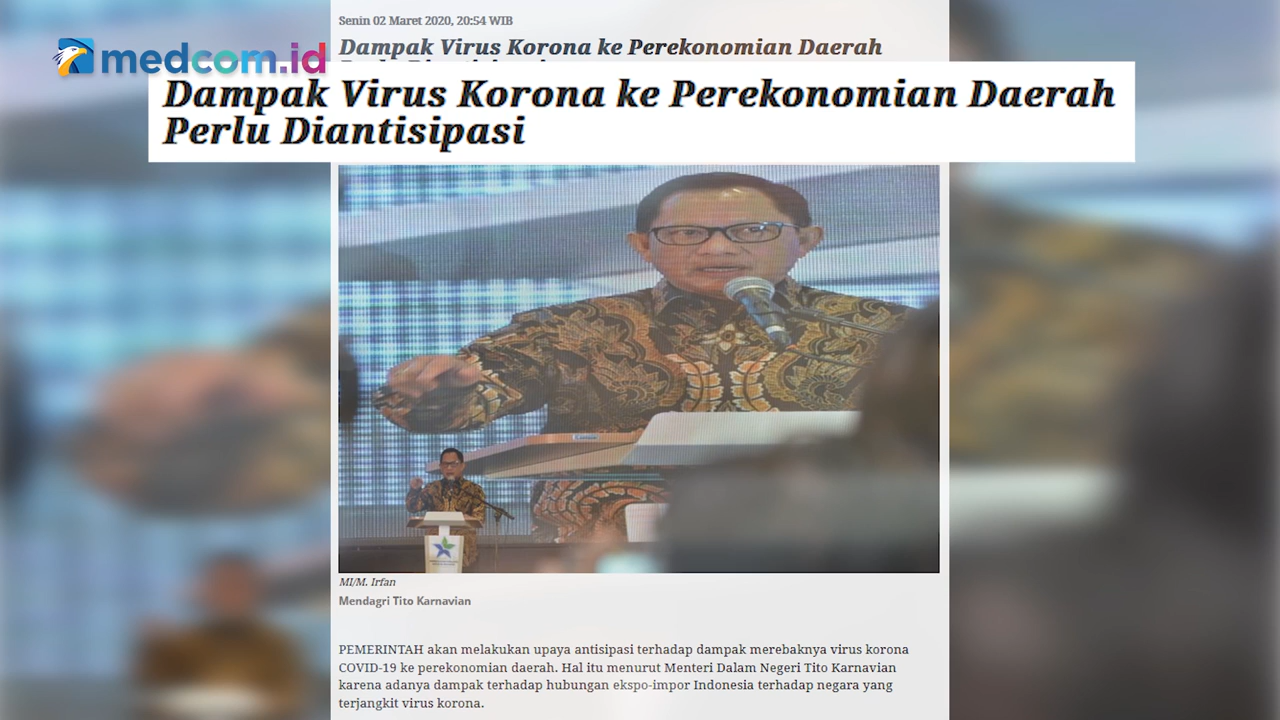 Senin 02 Maret 2020, 20:54 WIB
medcom.id
Dampak Virus Korona ke Perekonomian Daerah
Dampak Virus Korona ke Perekonomian Daerah
Perlu Diantisipasi
MI/M. Irfan
Mendagri Tito Karnavian
PEMERINTAH akan melakukan upaya antisipasi terhadap dampak merebaknya virus korona
COVID-19 ke perekonomian daerah. Hal itu menurut Menteri Dalam Negeri Tito Karnavian
karena adanya dampak terhadap hubungan ekspo-impor Indonesia terhadap negara yang
terjangkit virus korona.